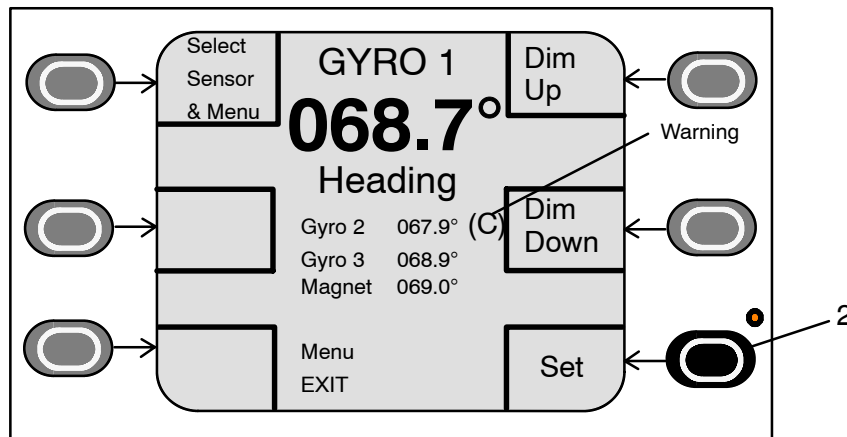 Select
Sensor
& Menu
GYRO 1
068.7°
Heading
Dim
Up
Warning
Gyro 2 067.9° (C)
Gyro 3 068.9°
Magnet 069.0°
Dim
Down
Menu
EXIT
Set
2